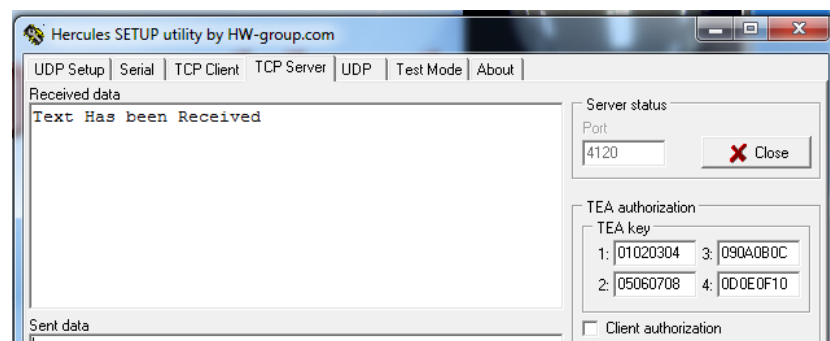 Hercules SETUP utility by HW-group.com
UDP Setup Serial TCP Client TCP Server UDP Test Mode About
Received data
Text Has been Received
Server status
Port
4120 Close
TEA authorization
TEA key
1: 01020304 3: 090A0B0C
2: 05060708 4: 0D0E0F10
Client authorization
Sent data